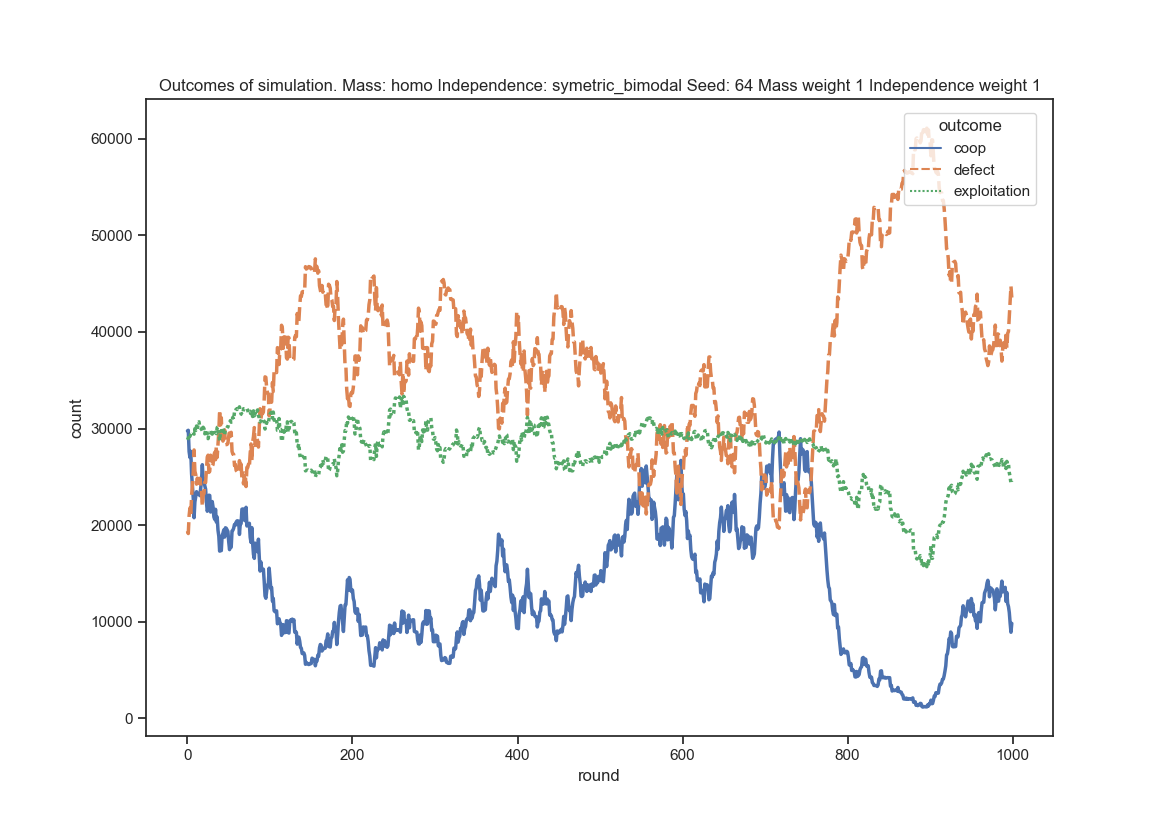 Outcomes of simulation. Mass: homo Independence: symetric_bimodal Seed: 64 Mass weight 1 Independence weight 1
outcome
coop
defect
exploitation
60000
50000
40000
30000
20000
10000
0
count
0 200 400 600 800 1000
round